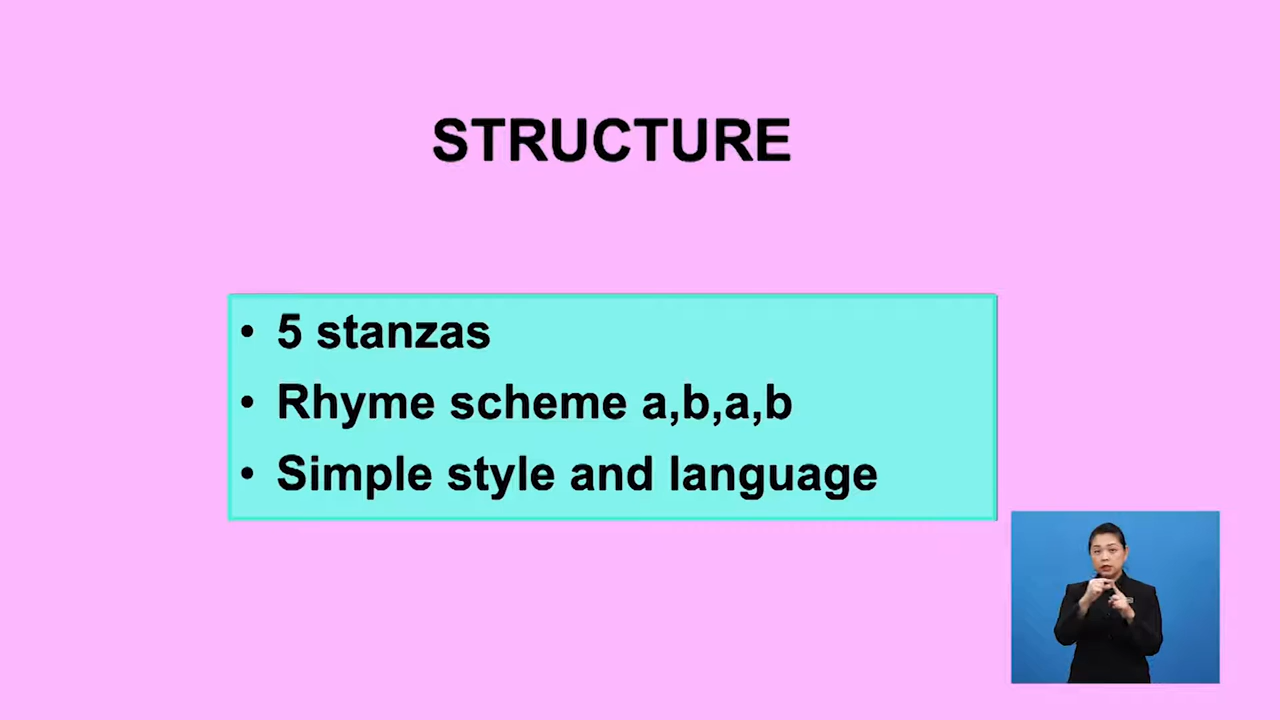 STRUCTURE
• 5 stanzas
• Rhyme scheme a,b,a,b
• Simple style and language